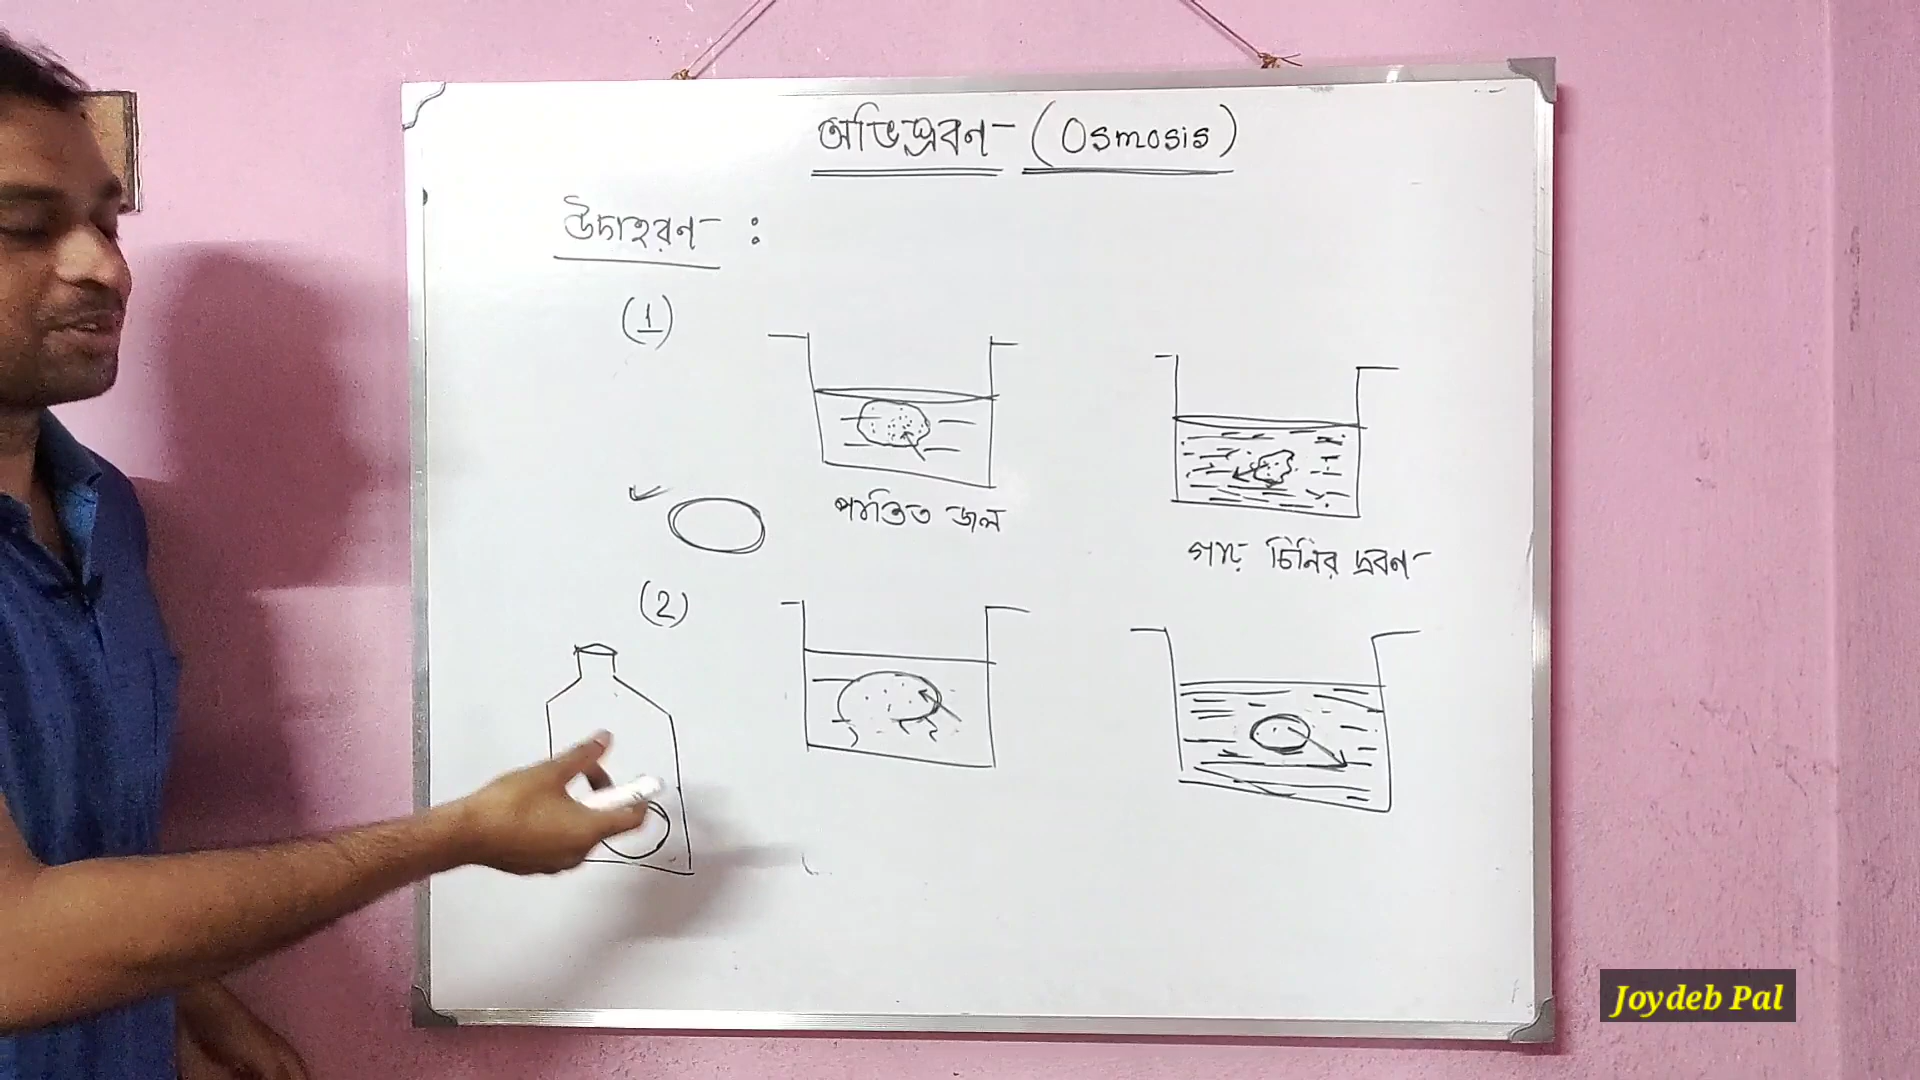 অভিস্রবন (Osmosis)
উদাহরন :
(1)
পাতিত জল
গাঢ় চিনির দ্রবন
(2)
Joydeb Pal